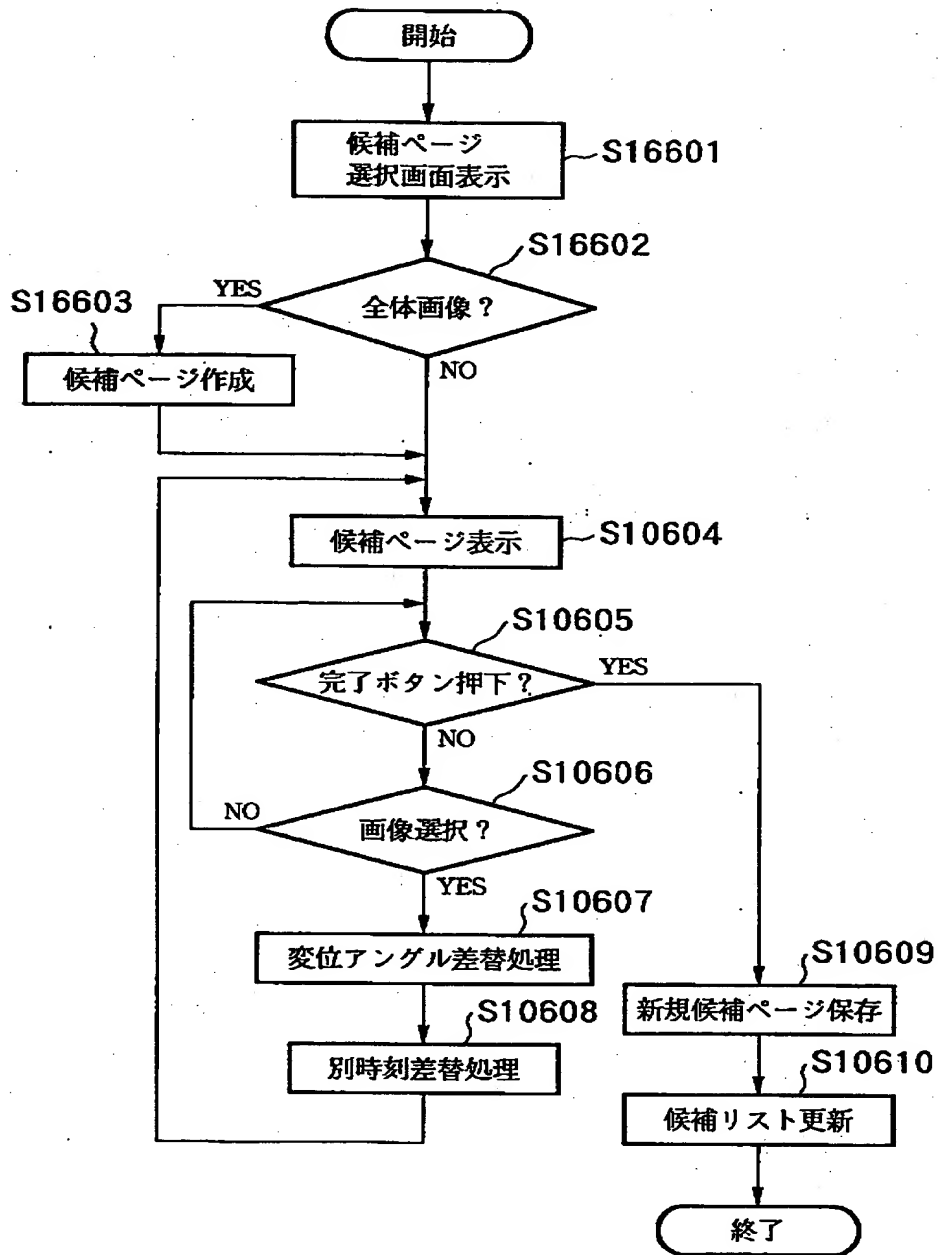 開始
候補ページ
選択画面表示
S16601
S16602
全体画像？
YES
NO
S16603
候補ページ作成
候補ページ表示
S10604
S10605
完了ボタン押下？
YES
NO
S10606
画像選択？
NO
YES
S10607
変位アングル差替処理
S10608
別時刻差替処理
S10609
新規候補ページ保存
S10610
候補リスト更新
終了